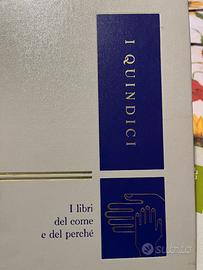 I QUINDICI
I libri
del come
e del perché
subito